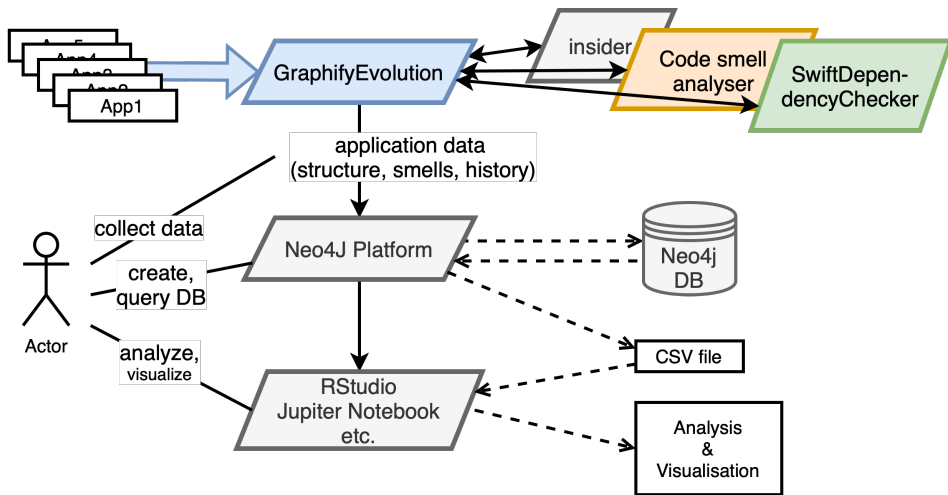 insider
Code smell
analyser
SwiftDepen-
dencyChecker
GraphifyEvolution
App1
application data
(structure, smells, history)
collect data
Neo4J Platform
Neo4j
DB
create,
query DB
Actor
analyze,
visualize
CSV file
RStudio
Jupiter Notebook
etc.
Analysis
&
Visualisation